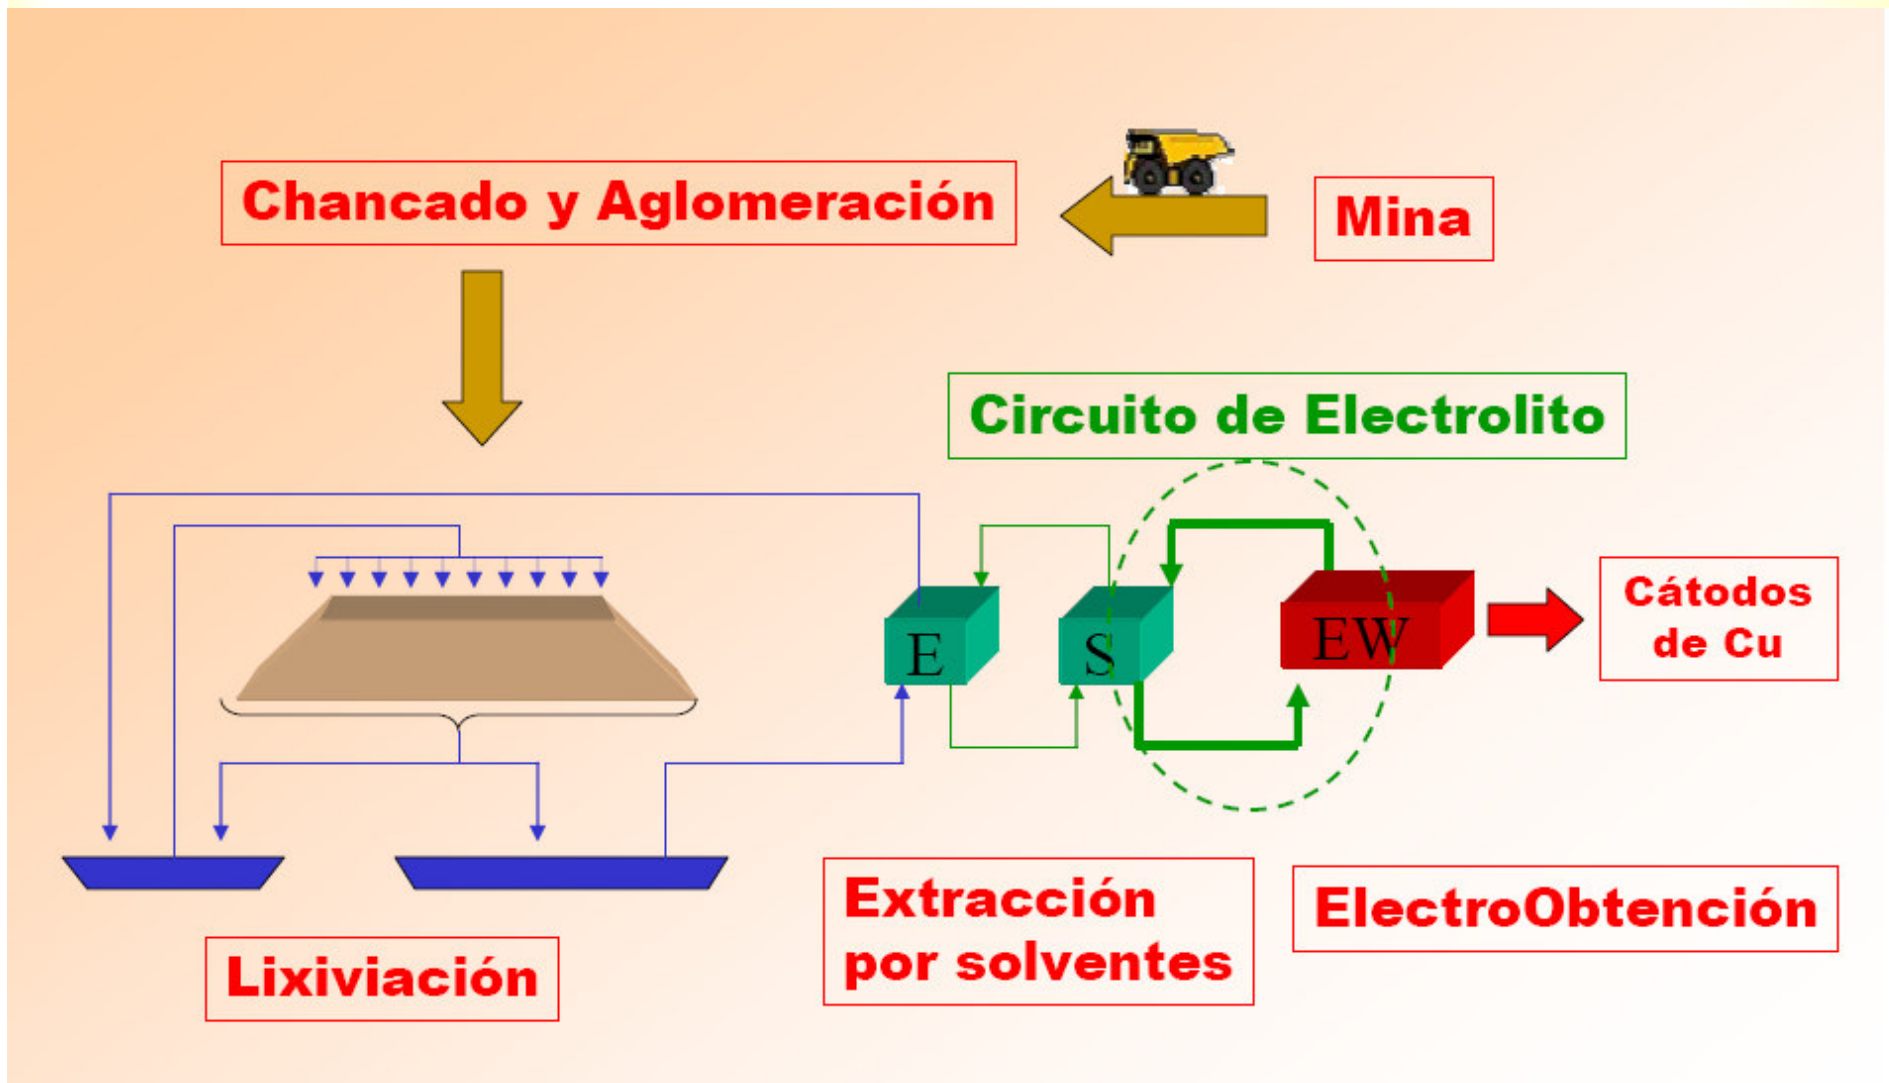 Chancado y Aglomeración
Mina
Circuito de Electrolito
E
S
EW
Cátodos
de Cu
Extracción
por solventes
ElectroObtención
Lixiviación